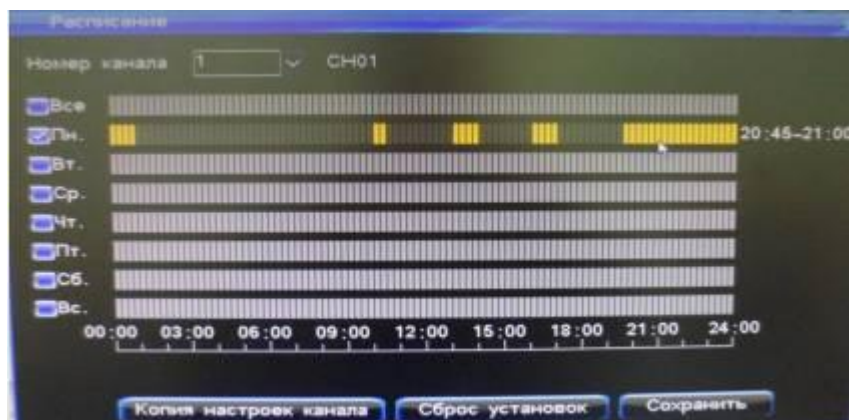 Расписание
Номер канала 1 CH01
Все
Пн. 20:45-21:00
Вт.
Ср.
Чт.
Пт.
Сб.
Вс.
00:00 03:00 06:00 09:00 12:00 15:00 18:00 21:00 24:00
Копия настроек канала Сброс установок Сохранить